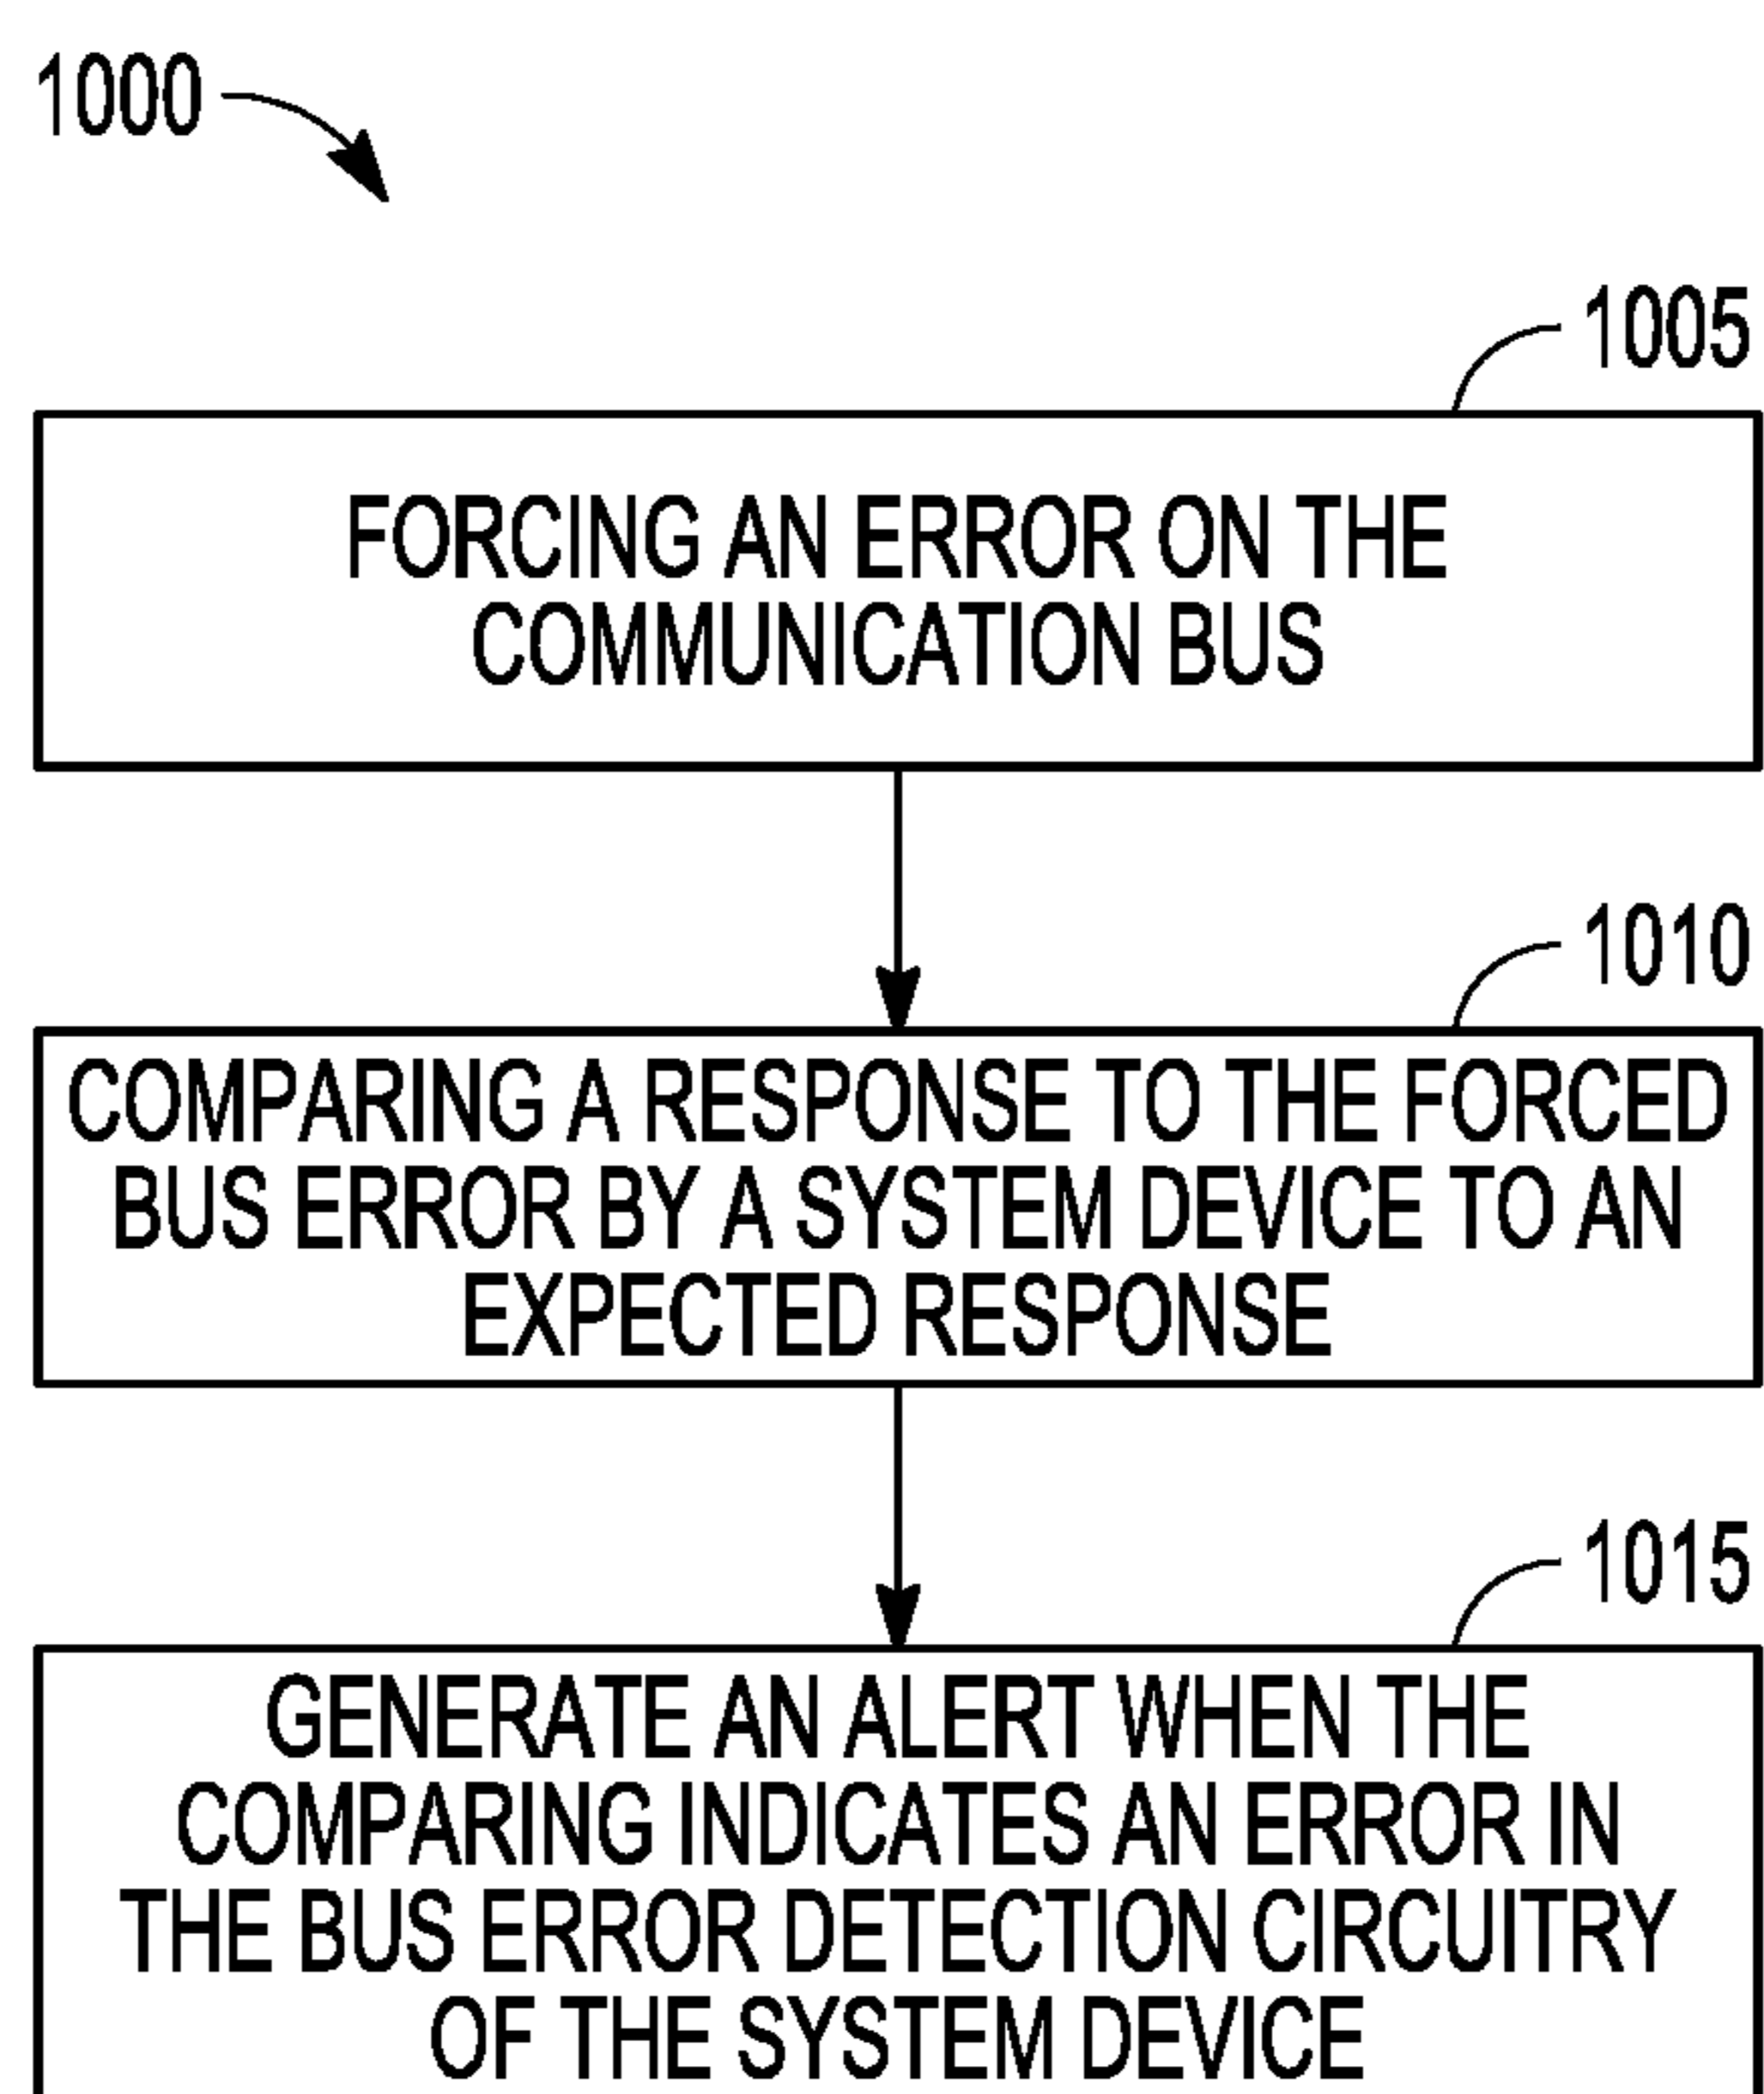 1000
1005
FORCING AN ERROR ON THE
COMMUNICATION BUS
1010
COMPARING A RESPONSE TO THE FORCED
BUS ERROR BY A SYSTEM DEVICE TO AN
EXPECTED RESPONSE
1015
GENERATE AN ALERT WHEN THE
COMPARING INDICATES AN ERROR IN
THE BUS ERROR DETECTION CIRCUITRY
OF THE SYSTEM DEVICE